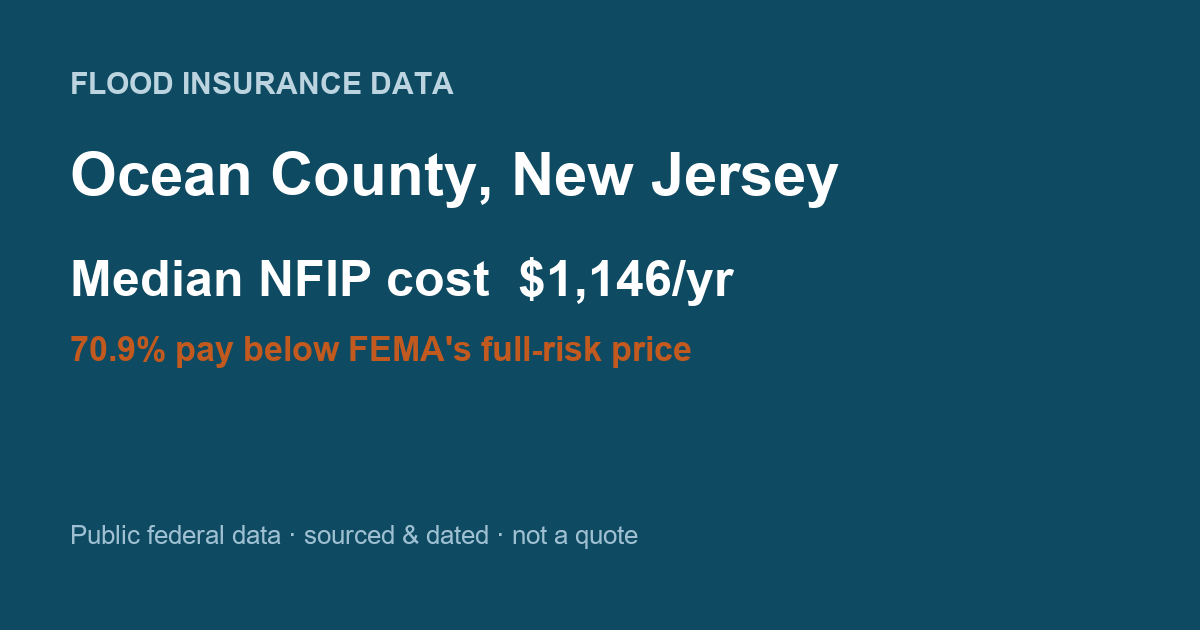 FLOOD INSURANCE DATA
Ocean County, New Jersey
Median NFIP cost  $1,146/yr
70.9% pay below FEMA's full-risk price
Public federal data · sourced & dated · not a quote